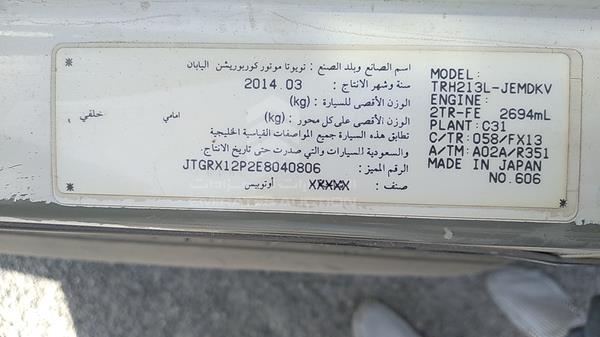 اسم الصانع وبلد الصنع : تويوتا موتور كوربوريشن اليابان
سنة وشهر الانتاج : 2014.03
الوزن الأقصى للسيارة : (kg)
الوزن الأقصى على كل محور : (kg) امامي خلفي
تطابق هذه السيارة جميع المواصفات القياسية الخليجية
والسعودية للسيارات والتي صدرت حتى تاريخ الانتاج.
الرقم المميز : JTGRX12P2E8040806
صنف : XXXXX أوتوبيس
MODEL:
TRH213L-JEMDKV
ENGINE:
2TR-FE 2694mL
PLANT: C31
C/TR: 058/FX13
A/TM: A02A/R351
MADE IN JAPAN
NO.606